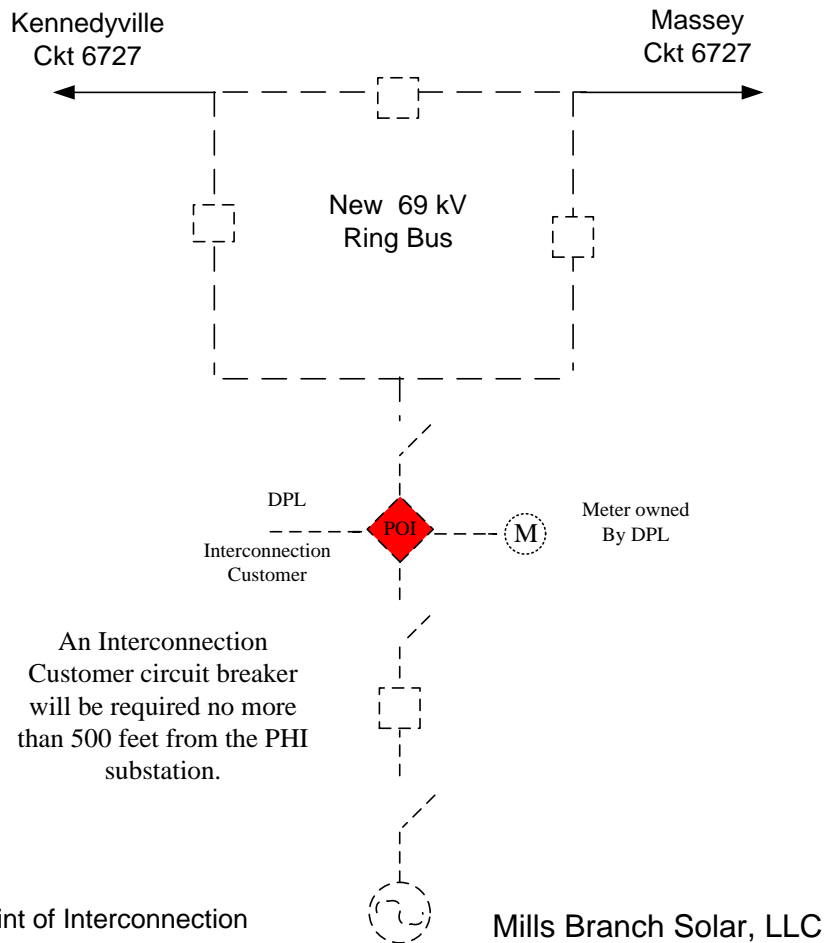 Kennedyville
Ckt 6727
Massey
Ckt 6727
New 69 kV
Ring Bus
DPL
POI
M
Meter owned
By DPL
Interconnection
Customer
An Interconnection
Customer circuit breaker
will be required no more
than 500 feet from the PHI
substation.
of Interconnection
Mills Branch Solar, LLC